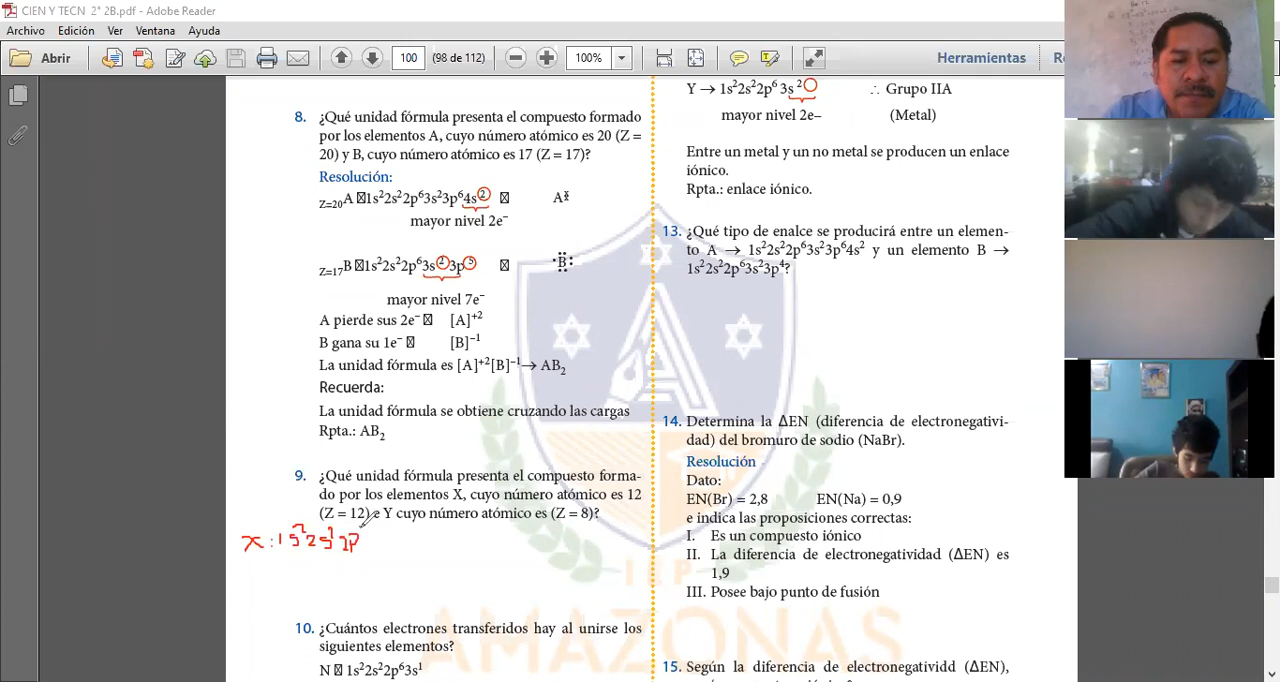 CIEN Y TECN 2° 2B.pdf - Adobe Reader
Archivo Edición Ver Ventana Ayuda
Abrir 100 (98 de 112) 100% Herramientas
8. ¿Qué unidad fórmula presenta el compuesto formado
por los elementos A, cuyo número atómico es 20 (Z =
20) y B, cuyo número atómico es 17 (Z = 17)?
Resolución:
Z=20A 1s²2s²2p⁶3s²3p⁶4s² A
mayor nivel 2e⁻
Z=17B 1s²2s²2p⁶3s²3p⁵ B
mayor nivel 7e⁻
A pierde sus 2e⁻ [A]⁺²
B gana su 1e⁻ [B]⁻¹
La unidad fórmula es [A]⁺²[B]⁻¹→ AB₂
Recuerda:
La unidad fórmula se obtiene cruzando las cargas
Rpta.: AB₂
9. ¿Qué unidad fórmula presenta el compuesto forma-
do por los elementos X, cuyo número atómico es 12
(Z = 12) e Y cuyo número atómico es (Z = 8)?
X : 1s²2s²2p
10. ¿Cuántos electrones transferidos hay al unirse los
siguientes elementos?
N 1s²2s²2p⁶3s¹
Y → 1s²2s²2p⁶ 3s² ∴ Grupo IIA
mayor nivel 2e– (Metal)
Entre un metal y un no metal se producen un enlace
iónico.
Rpta.: enlace iónico.
13. ¿Qué tipo de enalce se producirá entre un elemen-
to A → 1s²2s²2p⁶3s²3p⁶4s² y un elemento B →
1s²2s²2p⁶3s²3p⁴?
14. Determina la ΔEN (diferencia de electronegativi-
dad) del bromuro de sodio (NaBr).
Resolución
Dato:
EN(Br) = 2,8 EN(Na) = 0,9
e indica las proposiciones correctas:
I. Es un compuesto iónico
II. La diferencia de electronegatividad (ΔEN) es
1,9
III. Posee bajo punto de fusión
15. Según la diferencia de electronegatividd (ΔEN),
I E P
AMAZONAS